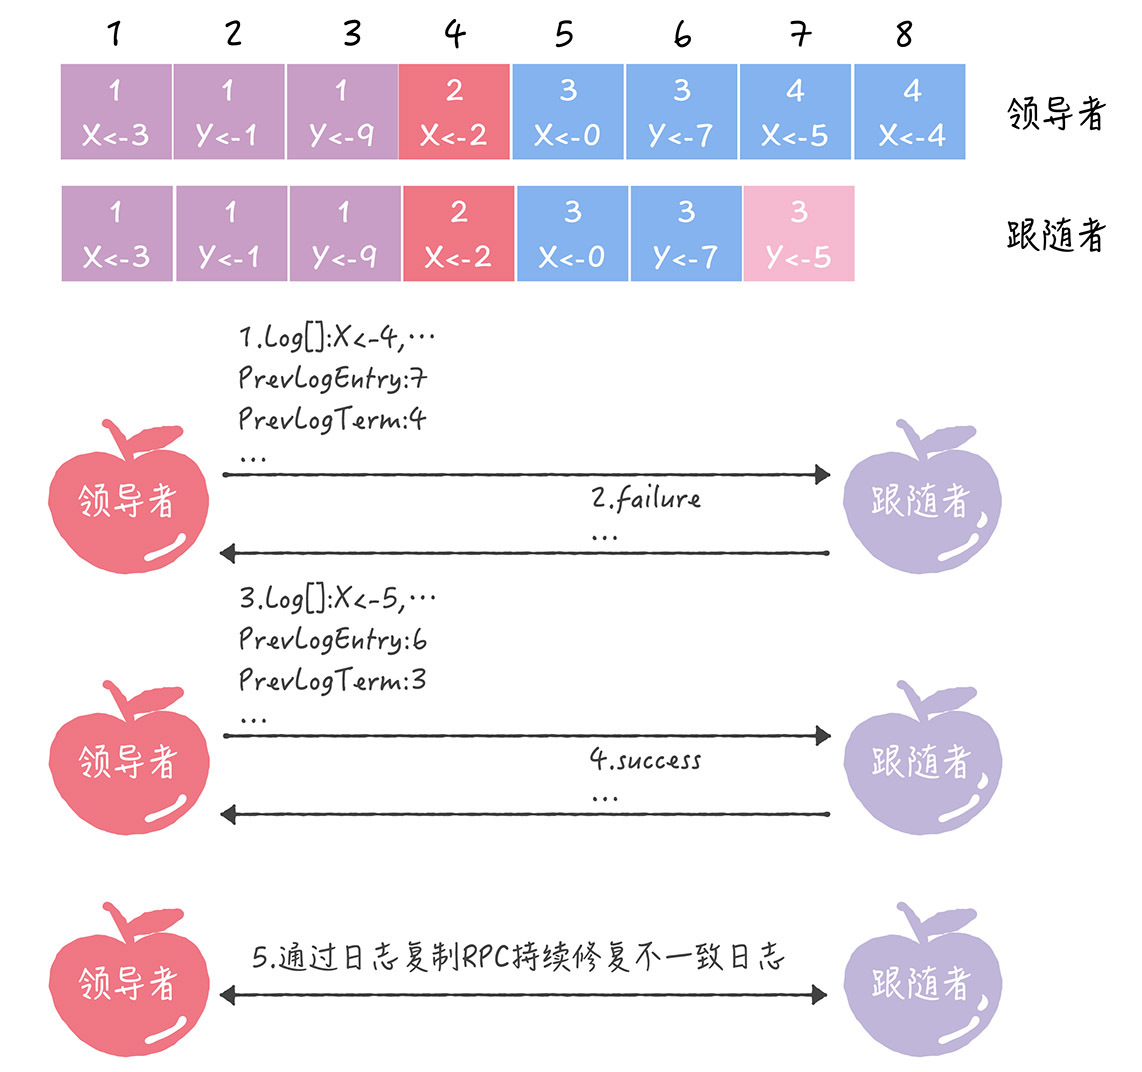 1 2 3 4 5 6 7 8
1 1 1 2 3 3 4 4
X<-3 Y<-1 Y<-9 X<-2 X<-0 Y<-7 X<-5 X<-4
领导者
1 1 1 2 3 3 3
X<-3 Y<-1 Y<-9 X<-2 X<-0 Y<-7 Y<-5
跟随者
1.Log[]:X<-4,…
PrevLogEntry:7
PrevLogTerm:4
…
领导者
跟随者
2.failure
…
3.Log[]:X<-5,…
PrevLogEntry:6
PrevLogTerm:3
…
领导者
跟随者
4.success
…
领导者
5.通过日志复制RPC持续修复不一致日志
跟随者